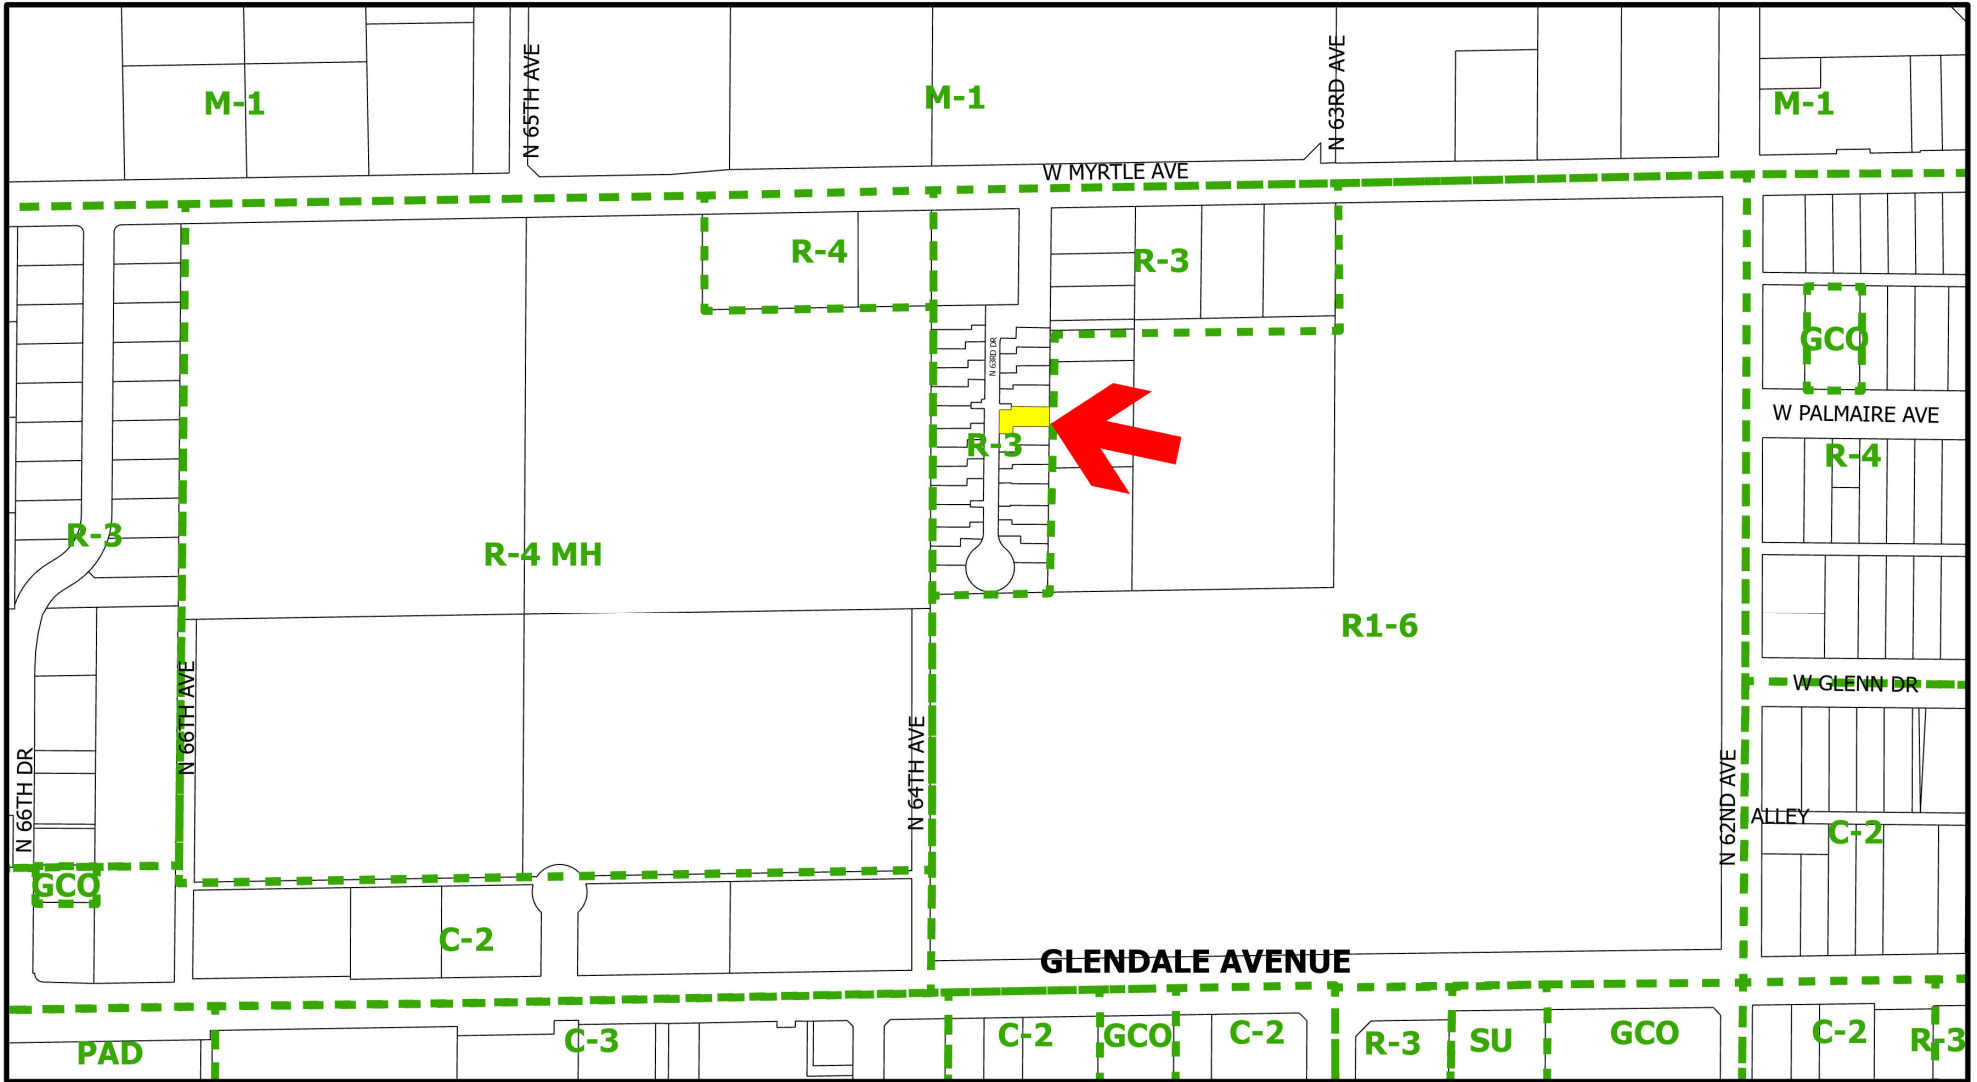 N 65TH AVE
N 63RD AVE
M-1
M-1
M-1
W MYRTLE AVE
R-4
R-3
GCO
N 63RD DR
W PALMAIRE AVE
R-3
R-4
R-3
R-4 MH
R1-6
W GLENN DR
N 66TH AVE
N 64TH AVE
N 66TH DR
N 62ND AVE
ALLEY
C-2
GCO
C-2
GLENDALE AVENUE
PAD
C-3
C-2
GCO
C-2
R-3
SU
GCO
C-2
R-3